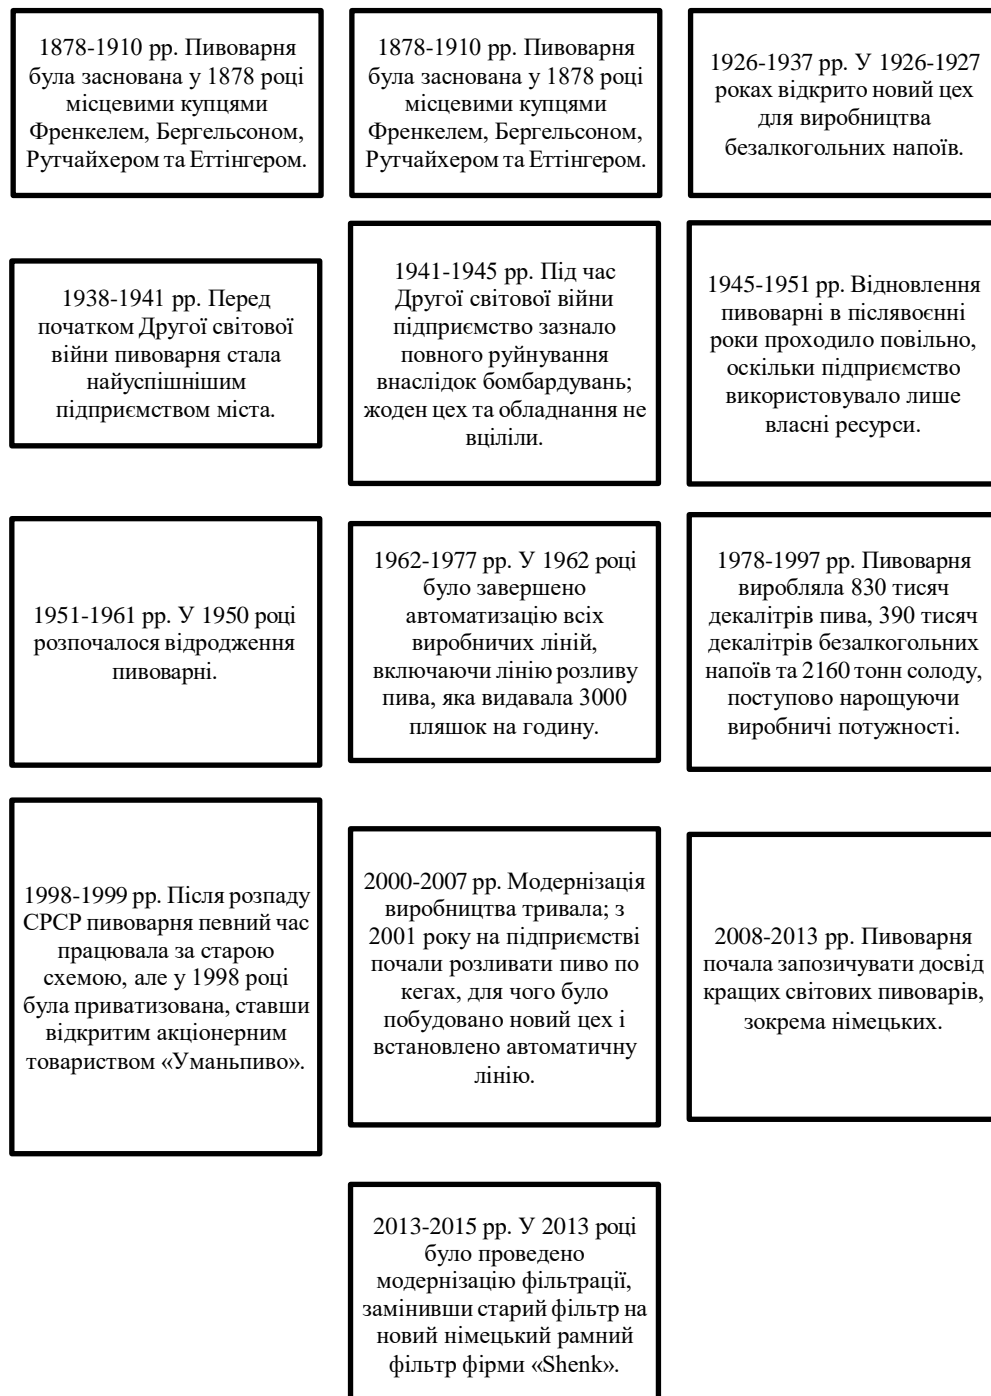 1878-1910 рр. Пивоварня
була заснована у 1878 році
місцевими купцями
Френкелем, Бергельсоном,
Рутчайхером та Еттінгером.
1878-1910 рр. Пивоварня
була заснована у 1878 році
місцевими купцями
Френкелем, Бергельсоном,
Рутчайхером та Еттінгером.
1926-1937 рр. У 1926-1927
роках відкрито новий цех
для виробництва
безалкогольних напоїв.
1938-1941 рр. Перед
початком Другої світової
війни пивоварня стала
найуспішнішим
підприємством міста.
1941-1945 рр. Під час
Другої світової війни
підприємство зазнало
повного руйнування
внаслідок бомбардувань;
жоден цех та обладнання не
вціліли.
1945-1951 рр. Відновлення
пивоварні в післявоєнні
роки проходило повільно,
оскільки підприємство
використовувало лише
власні ресурси.
1951-1961 рр. У 1950 році
розпочалося відродження
пивоварні.
1962-1977 рр. У 1962 році
було завершено
автоматизацію всіх
виробничих ліній,
включаючи лінію розливу
пива, яка видавала 3000
пляшок на годину.
1978-1997 рр. Пивоварня
виробляла 830 тисяч
декалітрів пива, 390 тисяч
декалітрів безалкогольних
напоїв та 2160 тонн солоду,
поступово нарощуючи
виробничі потужності.
1998-1999 рр. Після розпаду
СРСР пивоварня певний час
працювала за старою
схемою, але у 1998 році
була приватизована, ставши
відкритим акціонерним
товариством «Уманьпиво».
2000-2007 рр. Модернізація
виробництва тривала; з
2001 року на підприємстві
почали розливати пиво по
кегах, для чого було
побудовано новий цех і
встановлено автоматичну
лінію.
2008-2013 рр. Пивоварня
почала запозичувати досвід
кращих світових пивоварів,
зокрема німецьких.
2013-2015 рр. У 2013 році
було проведено
модернізацію фільтрації,
замінивши старий фільтр на
новий німецький рамний
фільтр фірми «Shenk».